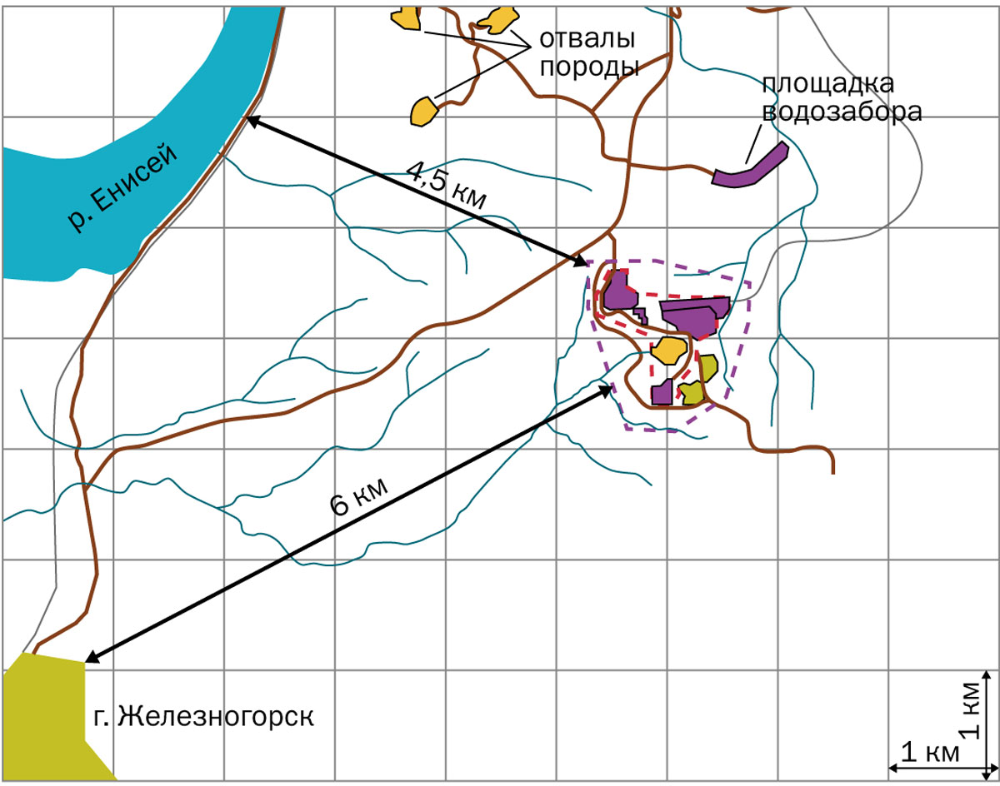 отвалы
породы
площадка
водозабора
р. Енисей
4,5 км
6 км
г. Железногорск
1 км
1 км